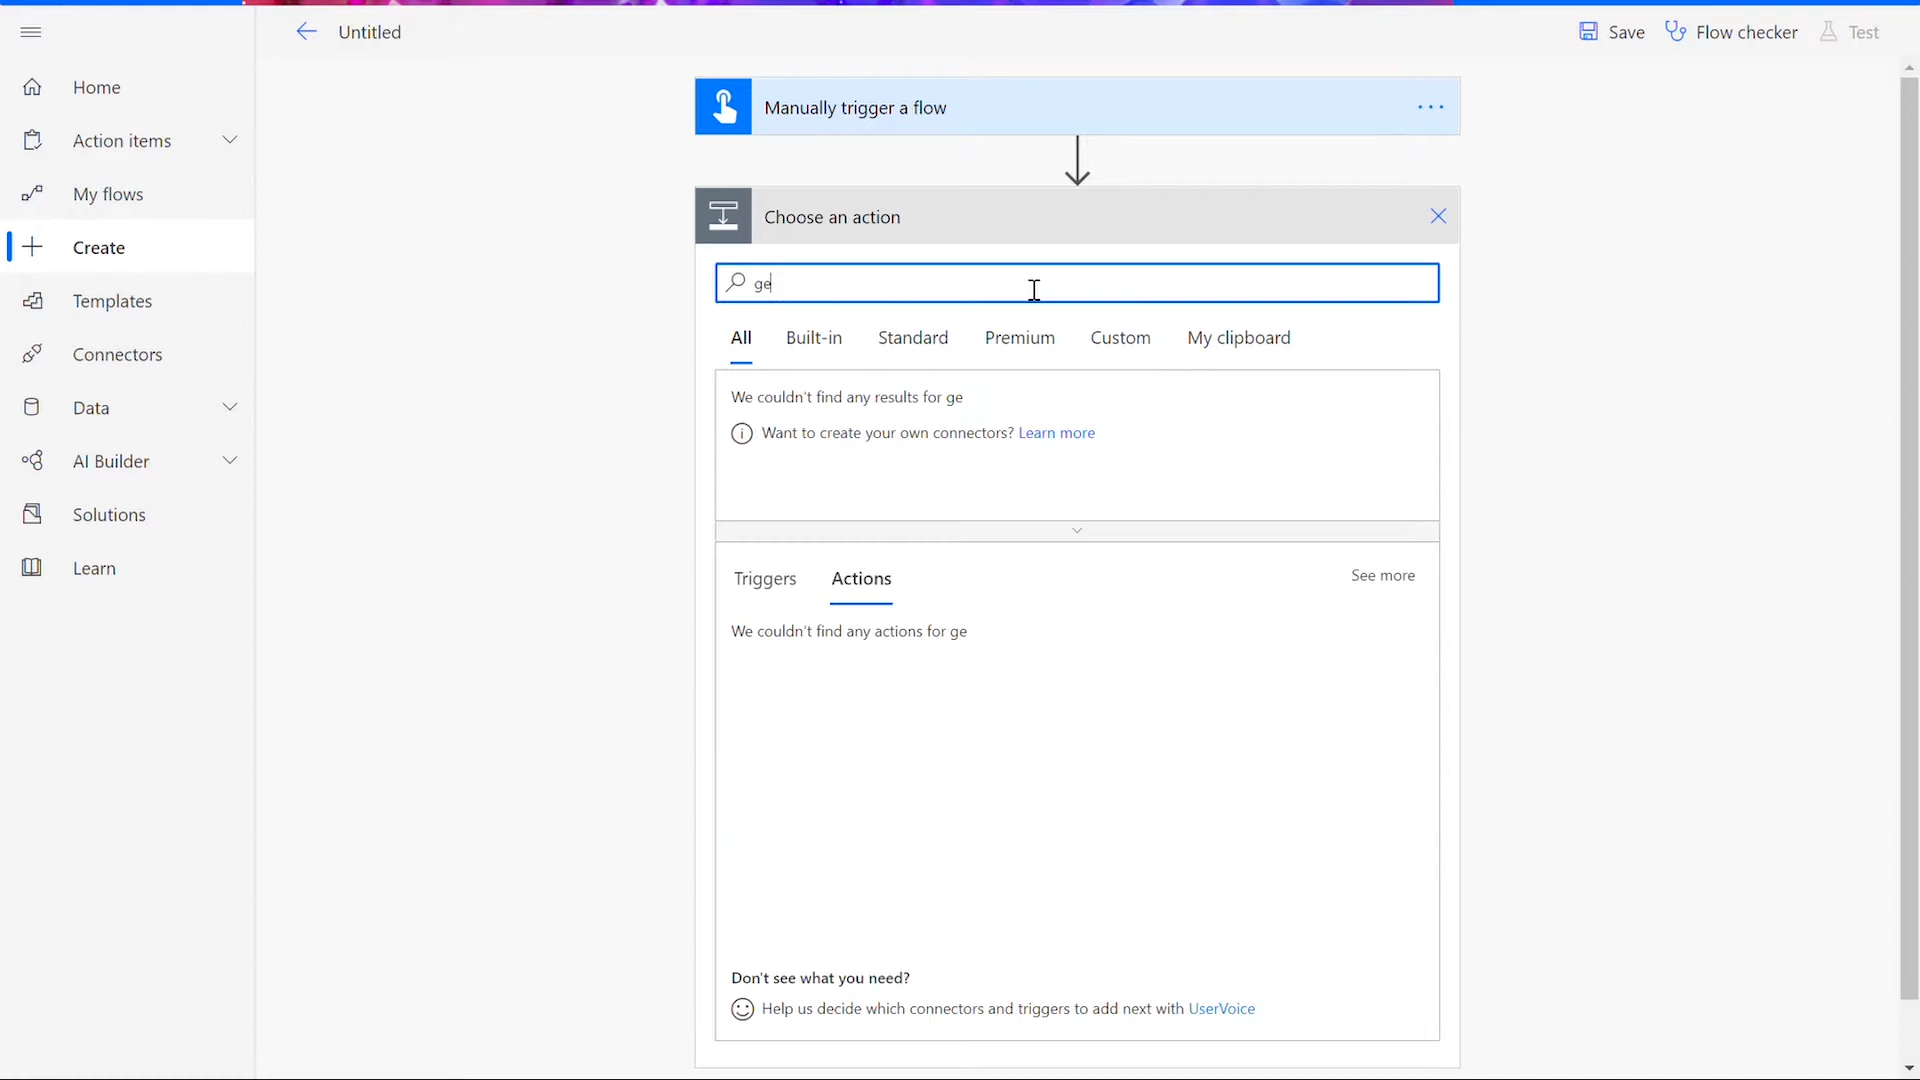 Untitled
Save
Flow checker
Test
Home
Action items
My flows
Create
Templates
Connectors
Data
AI Builder
Solutions
Learn
Manually trigger a flow
Choose an action
ge
All Built-in Standard Premium Custom My clipboard
We couldn't find any results for ge
Want to create your own connectors? Learn more
Triggers Actions See more
We couldn't find any actions for ge
Don't see what you need?
Help us decide which connectors and triggers to add next with UserVoice